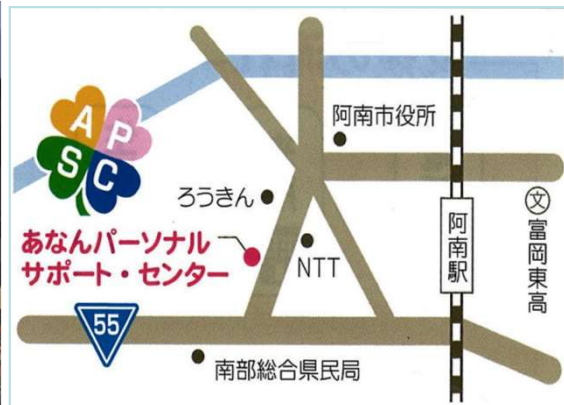 阿南市役所
A
P
S
C
ろうきん
あなんパーソナル
サポート・センター
NTT
阿南駅
文
富岡東高
55
南部総合県民局